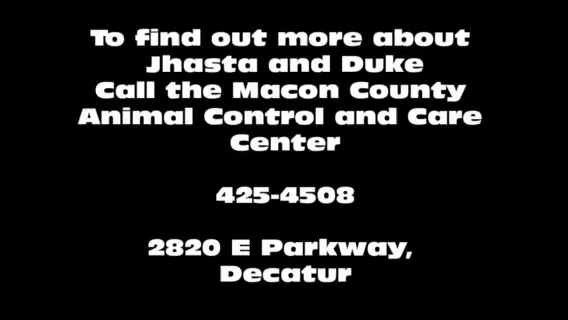 To find out more about
Jhasta and Duke
Call the Macon County
Animal Control and Care
Center
425-4508
2820 E Parkway,
Decatur